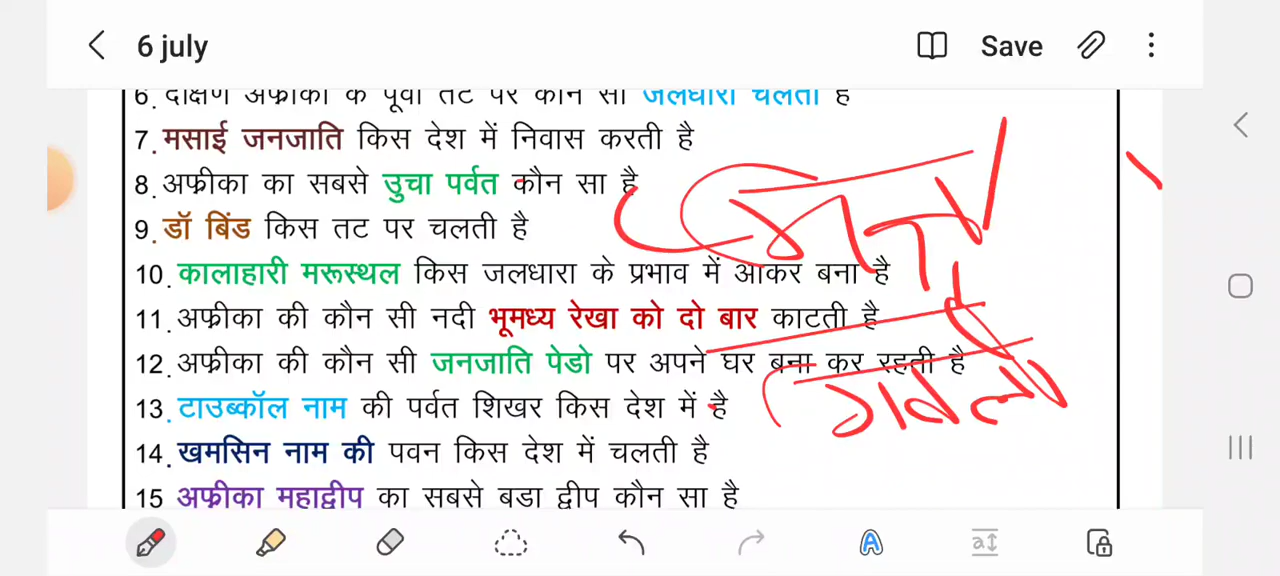 6 july
Save
6. दक्षिण अफ्रीका के पूर्वी तट पर कौन सी जलधारा चलती है
7. मसाई जनजाति किस देश में निवास करती है
8. अफ्रीका का सबसे उुचा पर्वत कौन सा है
9. डॉ बिंड किस तट पर चलती है
10. कालाहारी मरूस्थल किस जलधारा के प्रभाव में आकर बना है
11. अफ्रीका की कौन सी नदी भूमध्य रेखा को दो बार काटती है
12. अफ्रीका की कौन सी जनजाति पेडो पर अपने घर बना कर रहती है
13. टाउब्कॉल नाम की पर्वत शिखर किस देश में है
14. खमसिन नाम की पवन किस देश में चलती है
15 अफ्रीका महाद्वीप का सबसे बडा द्वीप कौन सा है